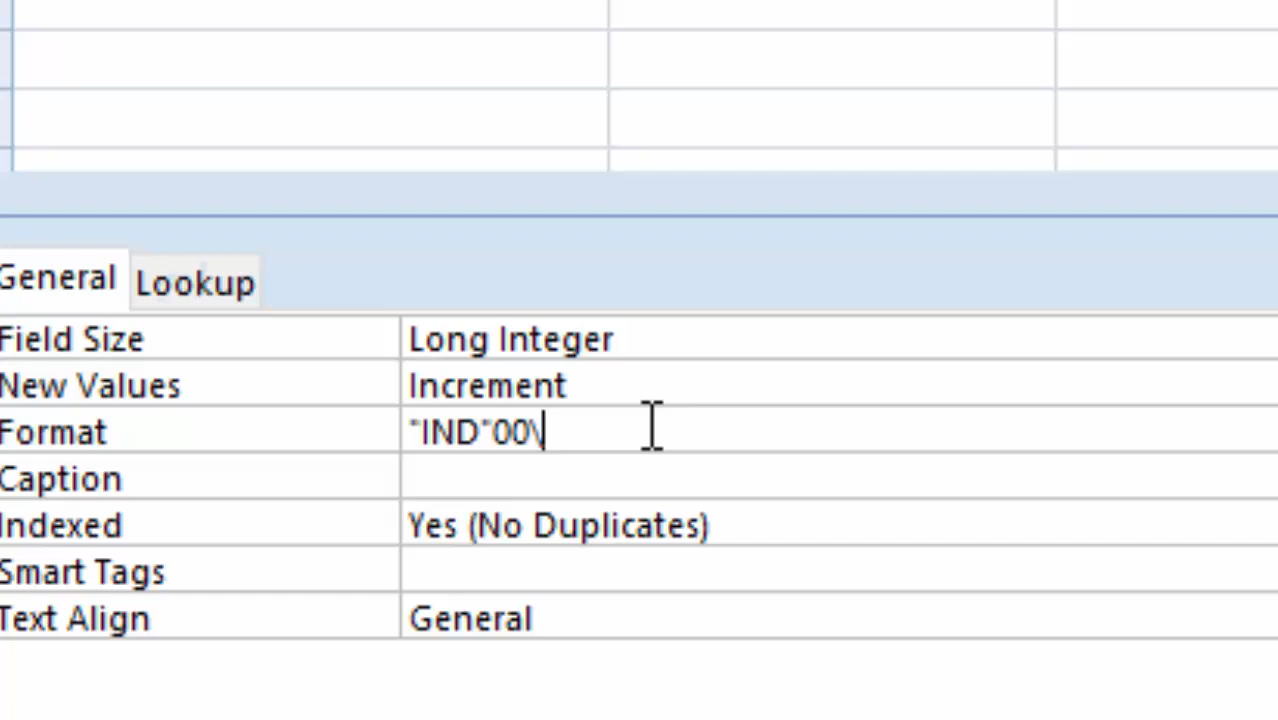 General Lookup
Field Size Long Integer
New Values Increment
Format "IND"00\
Caption
Indexed Yes (No Duplicates)
Smart Tags
Text Align General